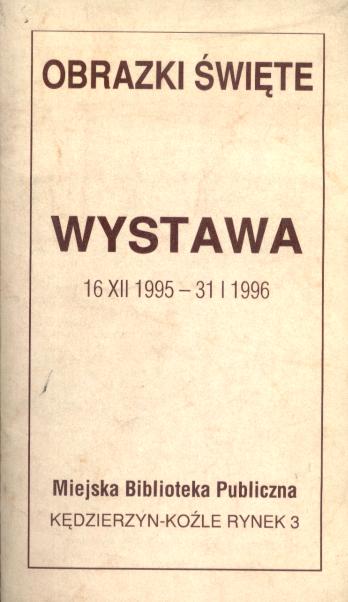 OBRAZKI ŚWIĘTE
WYSTAWA
16 XII 1995 – 31 I 1996
Miejska Biblioteka Publiczna
KĘDZIERZYN-KOŹLE RYNEK 3